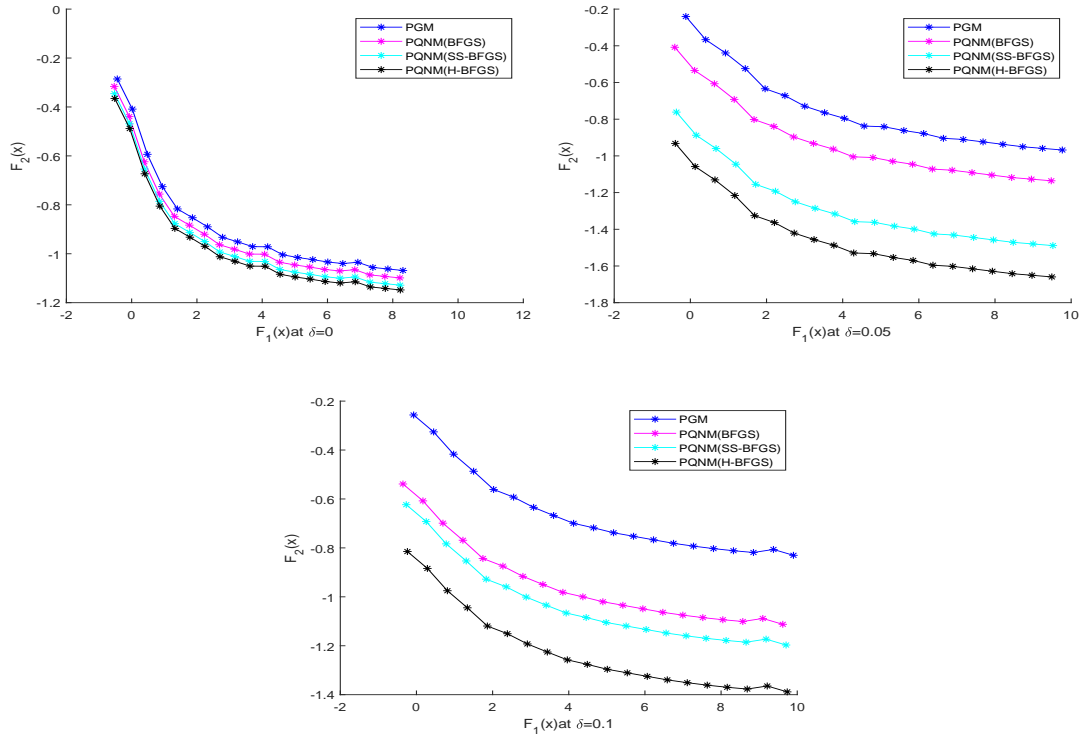 0
-0.2
-0.4
-0.6
-0.8
-1
-1.2
F2(x)
-2
0
2
4
6
8
10
12
F1(x)at δ=0
PGM
PQNM(BFGS)
PQNM(SS-BFGS)
PQNM(H-BFGS)
-0.2
-0.4
-0.6
-0.8
-1
-1.2
-1.4
-1.6
-1.8
F2(x)
-2
0
2
4
6
8
10
F1(x)at δ=0.05
PGM
PQNM(BFGS)
PQNM(SS-BFGS)
PQNM(H-BFGS)
-0.2
-0.4
-0.6
-0.8
-1
-1.2
-1.4
F2(x)
-2
0
2
4
6
8
10
F1(x)at δ=0.1
PGM
PQNM(BFGS)
PQNM(SS-BFGS)
PQNM(H-BFGS)